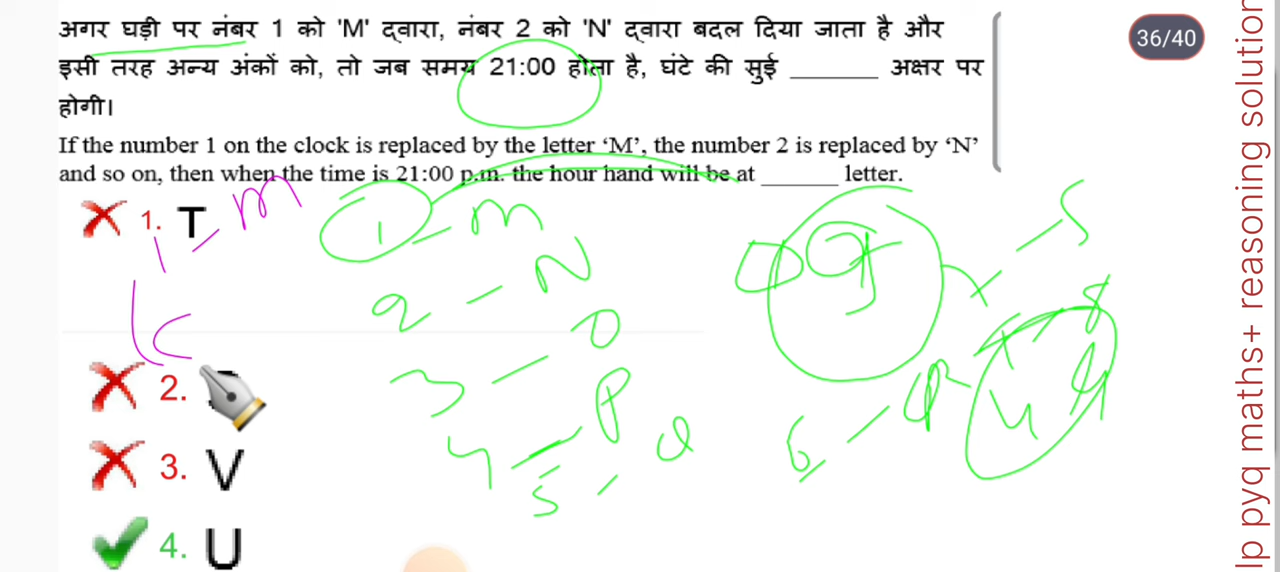 अगर घड़ी पर नंबर 1 को 'M' द्वारा, नंबर 2 को 'N' द्वारा बदल दिया जाता है और
इसी तरह अन्य अंकों को, तो जब समय 21:00 होता है, घंटे की सुई _______ अक्षर पर
होगी।
36/40
If the number 1 on the clock is replaced by the letter ‘M’, the number 2 is replaced by ‘N’
and so on, then when the time is 21:00 p.m. the hour hand will be at ______ letter.
1. T
2.
3. V
4. U
1 - M
2 - N
3 - O
4 - P
5 - Q
lp pyq maths+ reasoning solution